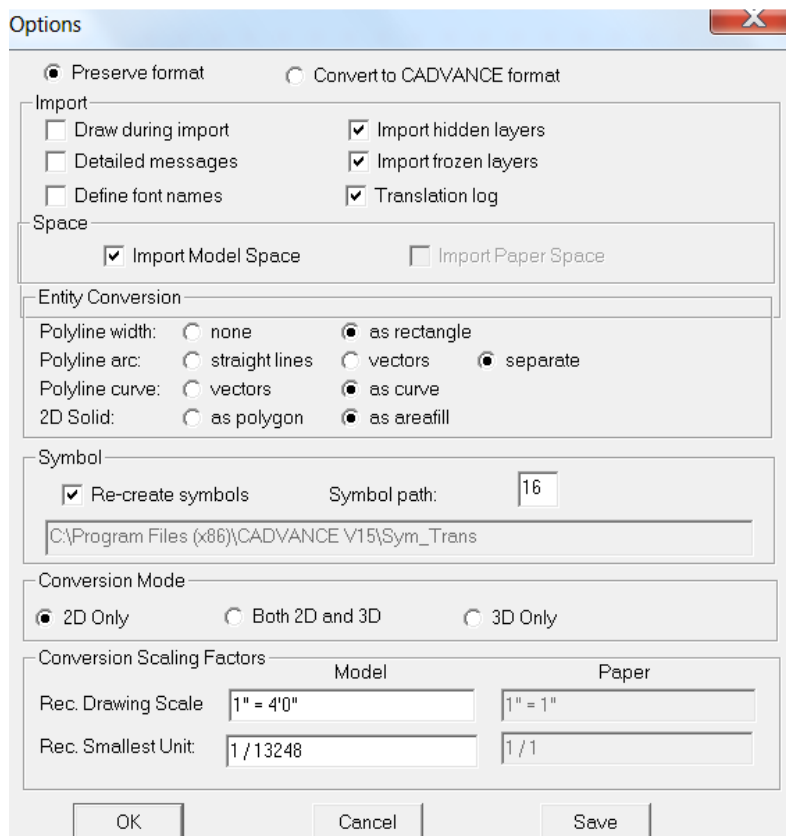 Options
Preserve format Convert to CADVANCE format
Import
Draw during import Import hidden layers
Detailed messages Import frozen layers
Define font names Translation log
Space
Import Model Space Import Paper Space
Entity Conversion
Polyline width: none as rectangle
Polyline arc: straight lines vectors separate
Polyline curve: vectors as curve
2D Solid: as polygon as areafill
Symbol
Re-create symbols Symbol path: 16
C:\Program Files (x86)\CADVANCE V15\Sym_Trans
Conversion Mode
2D Only Both 2D and 3D 3D Only
Conversion Scaling Factors
Model Paper
Rec. Drawing Scale 1" = 4'0" 1" = 1"
Rec. Smallest Unit: 1 / 13248 1 / 1
OK Cancel Save